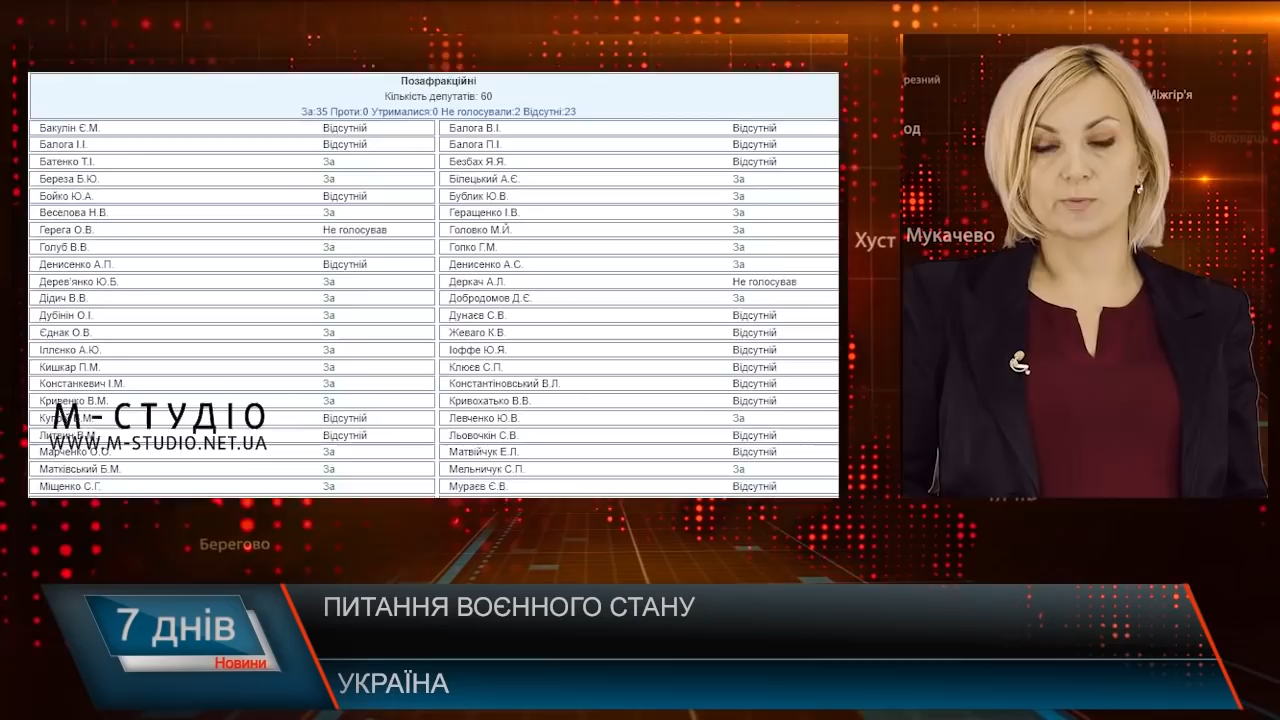 Позафракційні
Кількість депутатів: 60
За:35 Проти:0 Утрималися:0 Не голосували:2 Відсутні:23
Бакулін Є.М. Відсутній Балога В.І. Відсутній
Балога І.І. Відсутній Балога П.І. Відсутній
Батенко Т.І. За Безбах Я.Я. Відсутній
Береза Б.Ю. За Білецький А.Є. За
Бойко Ю.А. Відсутній Бублик Ю.В. За
Веселова Н.В. За Геращенко І.В. За
Герега О.В. Не голосував Головко М.Й. За
Голуб В.В. За Гопко Г.М. За
Денисенко А.П. Відсутній Денисенко А.С. За
Дерев'янко Ю.Б. За Деркач А.Л. Не голосував
Дідич В.В. За Добродомов Д.Є. За
Дубінін О.І. За Дунаєв С.В. Відсутній
Єднак О.В. За Жеваго К.В. Відсутній
Іллєнко А.Ю. За Іоффе Ю.Я. Відсутній
Кишкар П.М. За Клюєв С.П. Відсутній
Констанкевич І.М. За Константіновський В.Л. Відсутній
Кривенко В.М. За Кривохатько В.В. Відсутній
Відсутній Левченко Ю.В. За
Відсутній Льовочкін С.В. Відсутній
Марченко О.О. За Матвійчук Е.Л. Відсутній
Матківський Б.М. За Мельничук С.П. За
Міщенко С.Г. За Мураєв Є.В. Відсутній
М-СТУДІО
WWW.M-STUDIO.NET.UA
резний
Міжгір'я
од
Воловець
Хуст
Мукачево
Берегово
7 днів
Новини
ПИТАННЯ ВОЄННОГО СТАНУ
УКРАЇНА